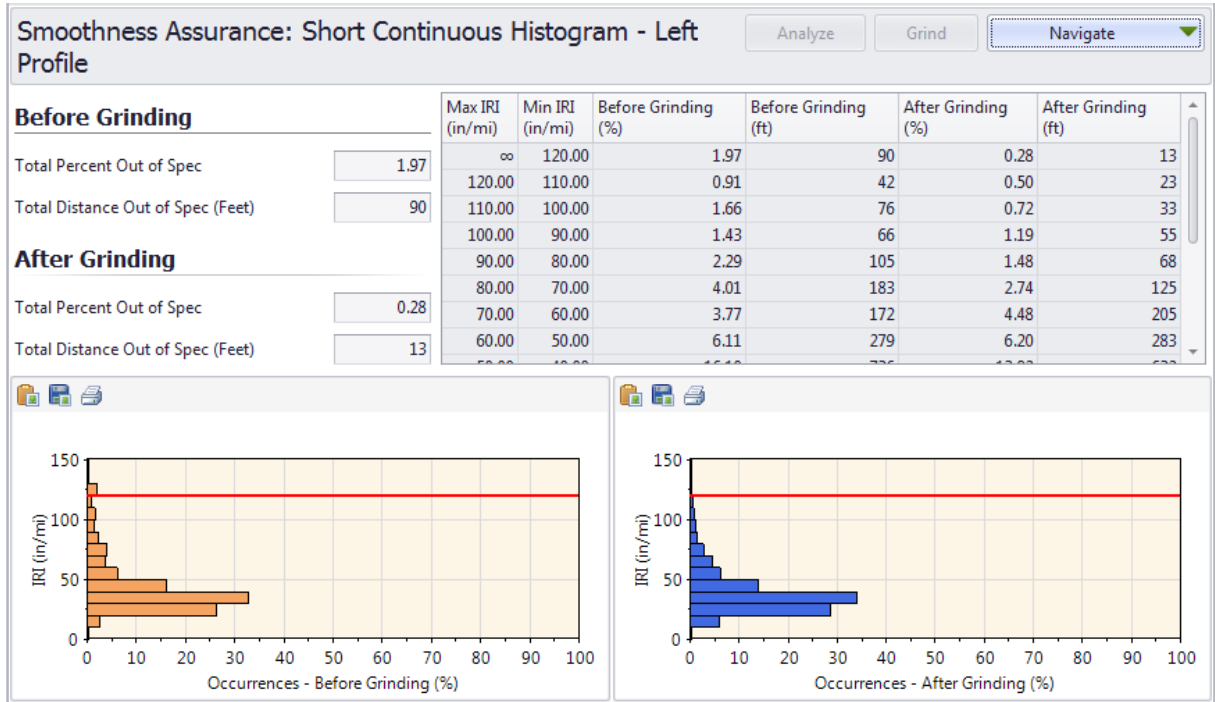 Smoothness Assurance: Short Continuous Histogram - Left
Profile
Analyze
Grind
Navigate
Before Grinding
Total Percent Out of Spec 1.97
Total Distance Out of Spec (Feet) 90
After Grinding
Total Percent Out of Spec 0.28
Total Distance Out of Spec (Feet) 13
Max IRI (in/mi) Min IRI (in/mi) Before Grinding (%) Before Grinding (ft) After Grinding (%) After Grinding (ft)
∞ 120.00 1.97 90 0.28 13
120.00 110.00 0.91 42 0.50 23
110.00 100.00 1.66 76 0.72 33
100.00 90.00 1.43 66 1.19 55
90.00 80.00 2.29 105 1.48 68
80.00 70.00 4.01 183 2.74 125
70.00 60.00 3.77 172 4.48 205
60.00 50.00 6.11 279 6.20 283
150
100
50
0
IRI (in/mi)
0 10 20 30 40 50 60 70 80 90 100
Occurrences - Before Grinding (%)
150
100
50
0
IRI (in/mi)
0 10 20 30 40 50 60 70 80 90 100
Occurrences - After Grinding (%)